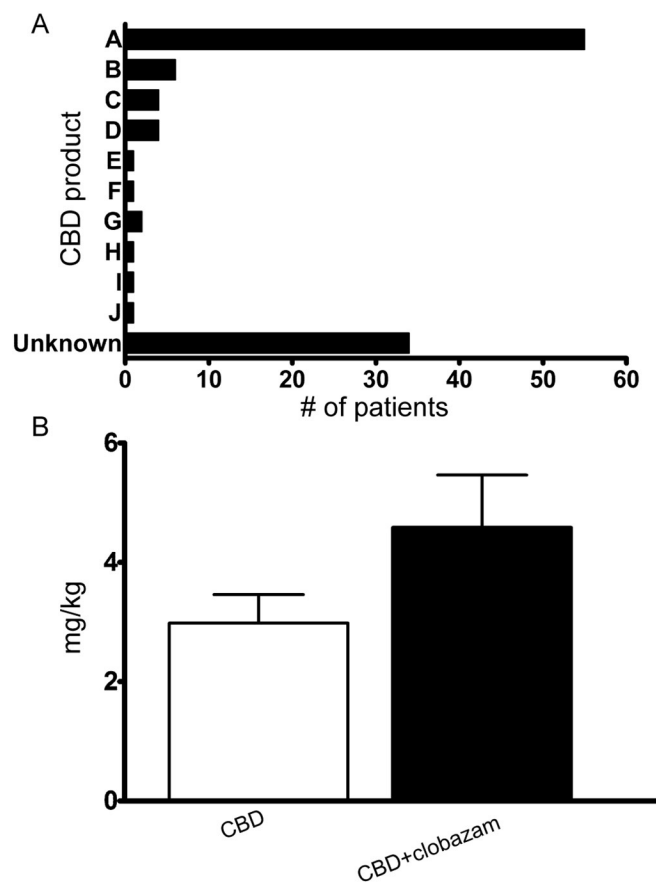 A
CBD product
A
B
C
D
E
F
G
H
I
J
Unknown
0 10 20 30 40 50 60
# of patients
B
mg/kg
6
4
2
0
CBD
CBD+clobazam